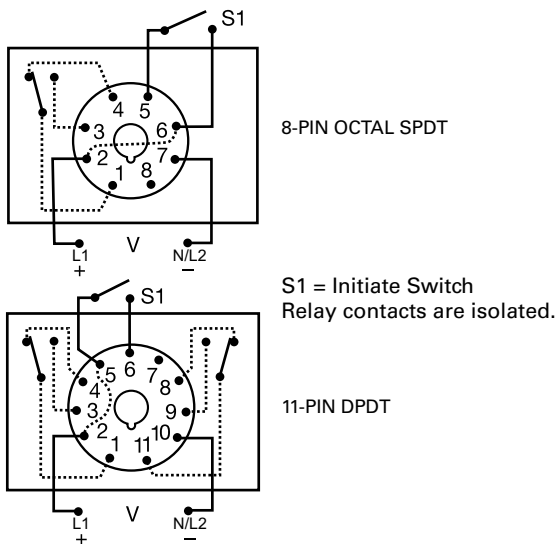 S1
4 5
3 6
2 7
1 8
8-PIN OCTAL SPDT
L1 V N/L2
+ −
S1 = Initiate Switch
Relay contacts are isolated.
S1
5 6 7
4 8
3 9
2 10
1 11
11-PIN DPDT
L1 V N/L2
+ −